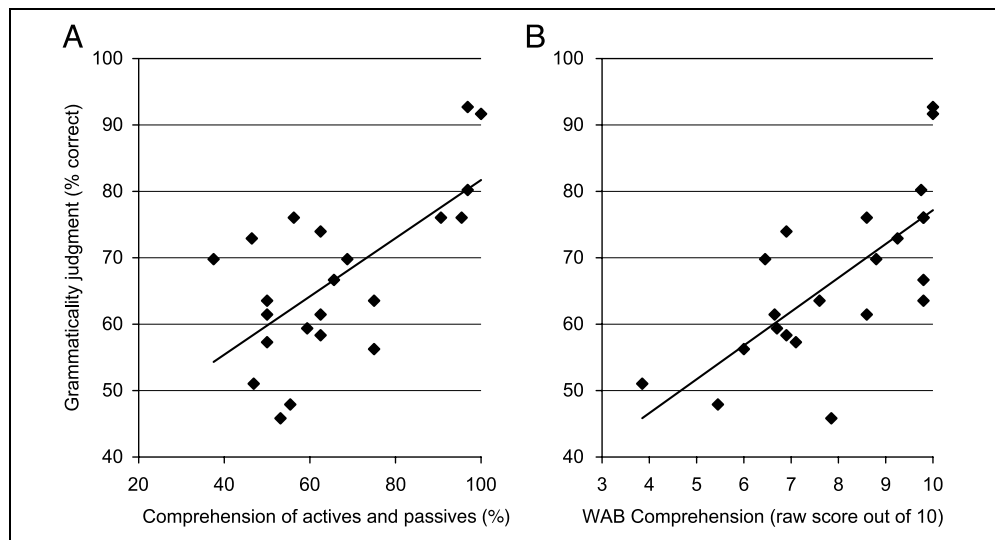 A
B
Grammaticality judgment (% correct)
100
90
80
70
60
50
40
20 40 60 80 100
Comprehension of actives and passives (%)
100
90
80
70
60
50
40
3 4 5 6 7 8 9 10
WAB Comprehension (raw score out of 10)